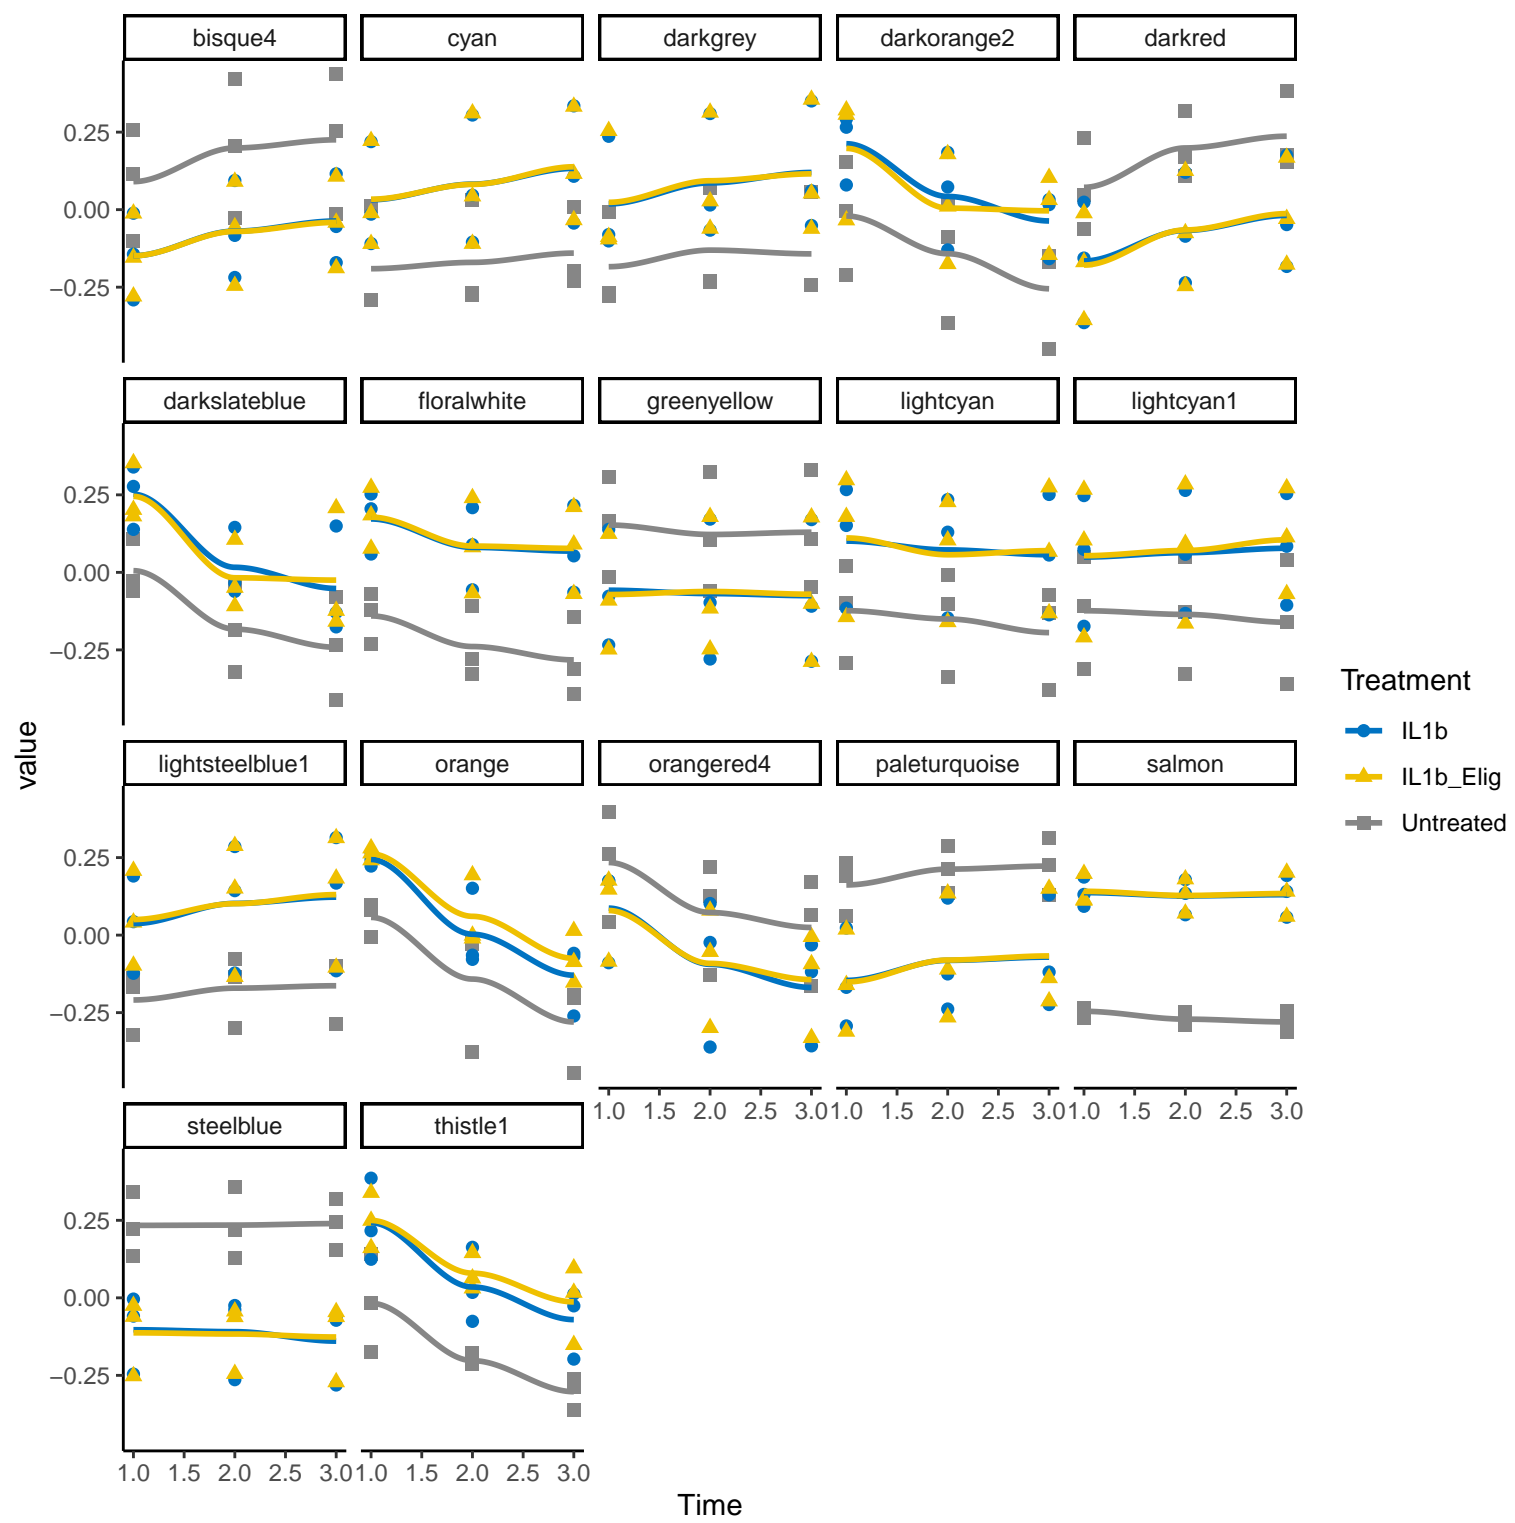 bisque4 cyan darkgrey darkorange2 darkred
0.25
0.00
−0.25
darkslateblue floralwhite greenyellow lightcyan lightcyan1
0.25
0.00
−0.25
value
lightsteelblue1 orange orangered4 paleturquoise salmon
0.25
0.00
−0.25
1.0 1.5 2.0 2.5 3.0 1.0 1.5 2.0 2.5 3.0 1.0 1.5 2.0 2.5 3.0
steelblue thistle1
0.25
0.00
−0.25
1.0 1.5 2.0 2.5 3.0 1.0 1.5 2.0 2.5 3.0
Time
Treatment
IL1b
IL1b_Elig
Untreated